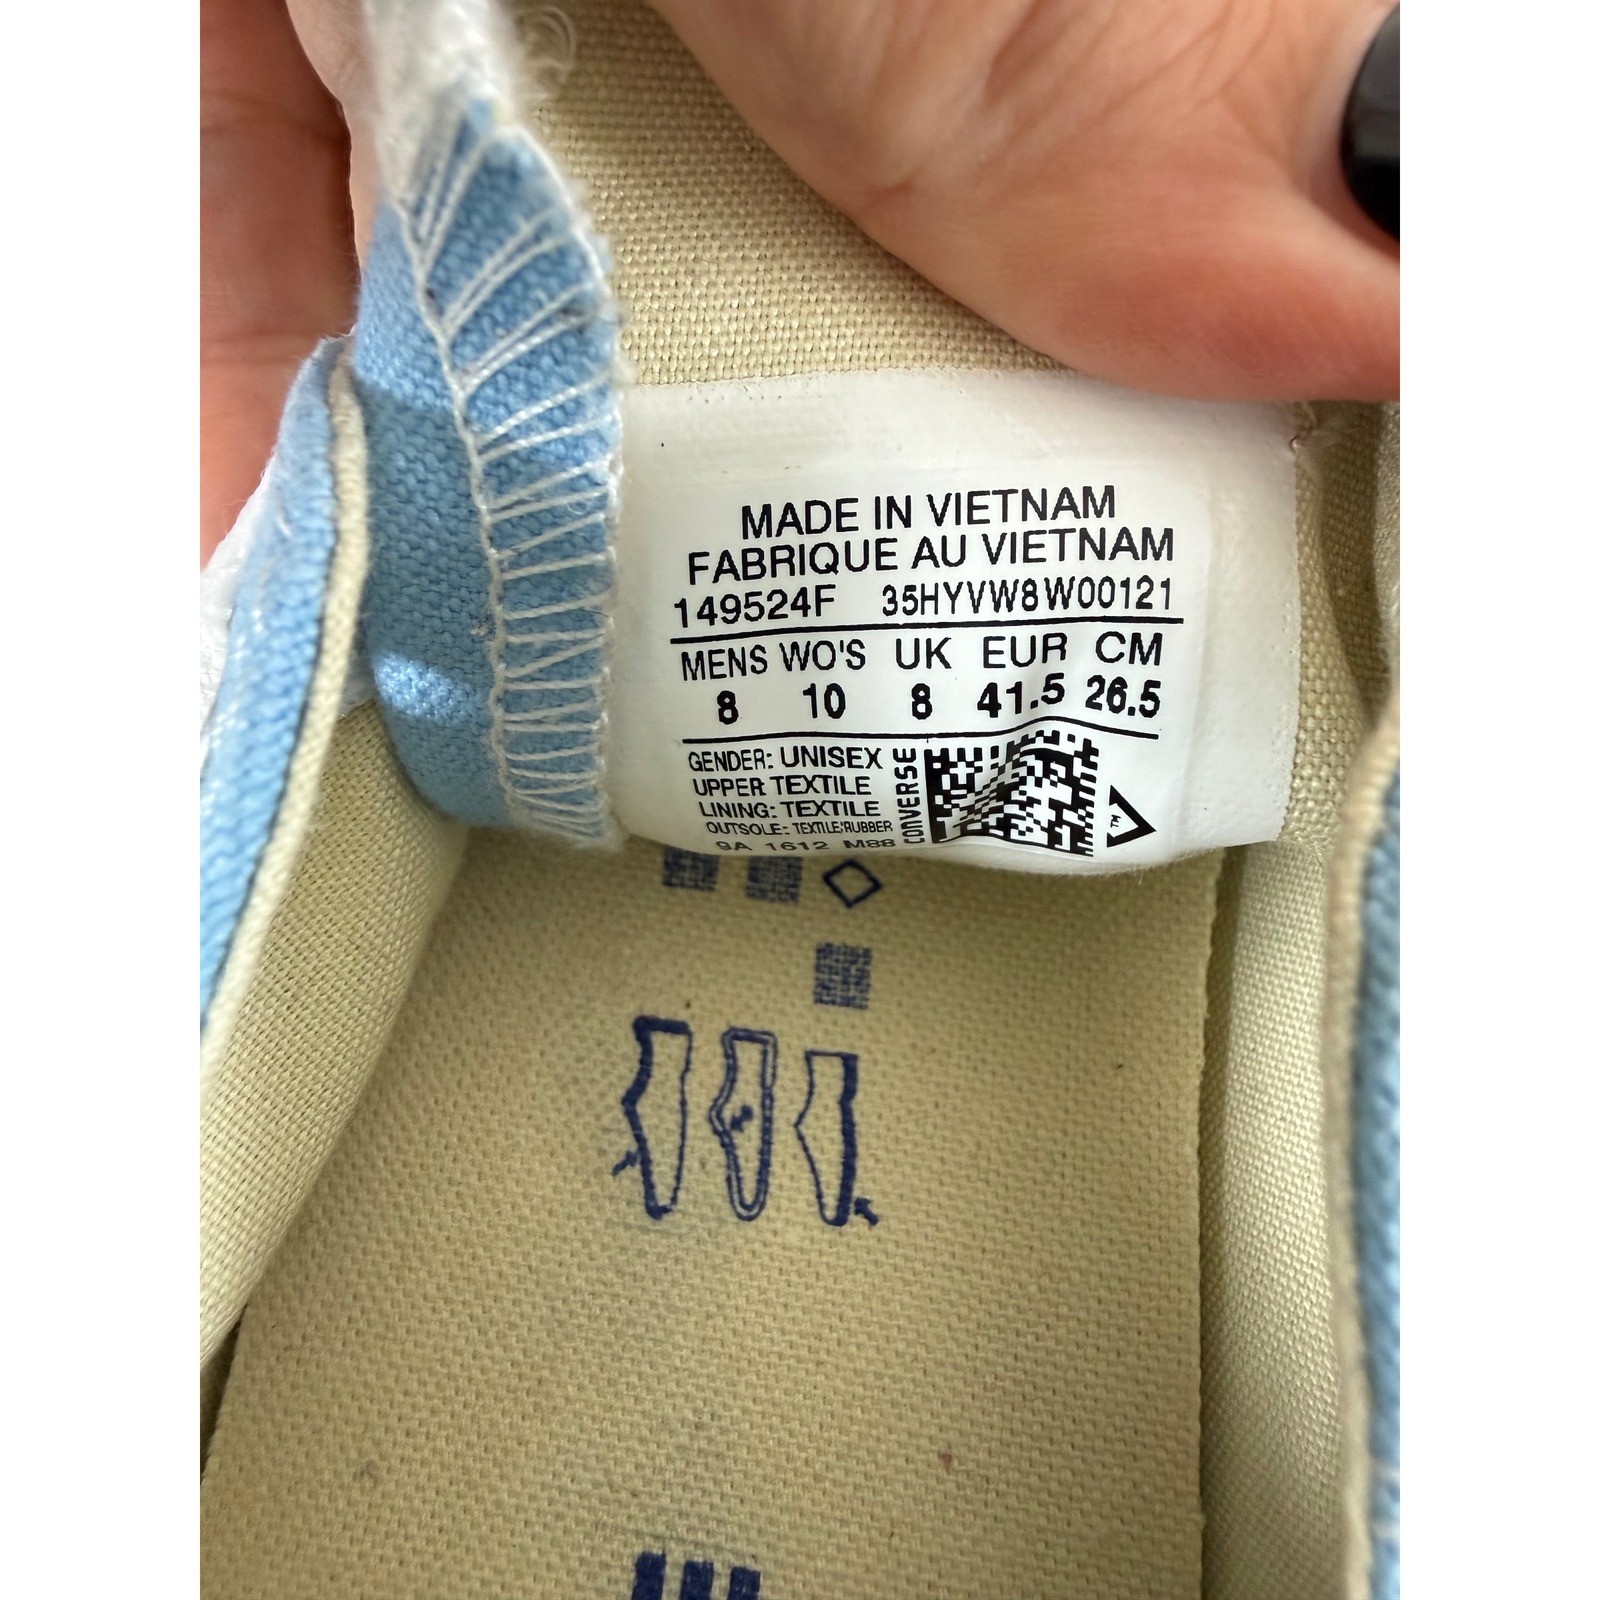 MADE IN VIETNAM
FABRIQUE AU VIETNAM
149524F 35HYVW8W00121
MENS WO'S UK EUR CM
8 10 8 41.5 26.5
GENDER: UNISEX
UPPER: TEXTILE
LINING: TEXTILE
OUTSOLE: TEXTILE/RUBBER
9A 1612 M88
CONVERSE
TM